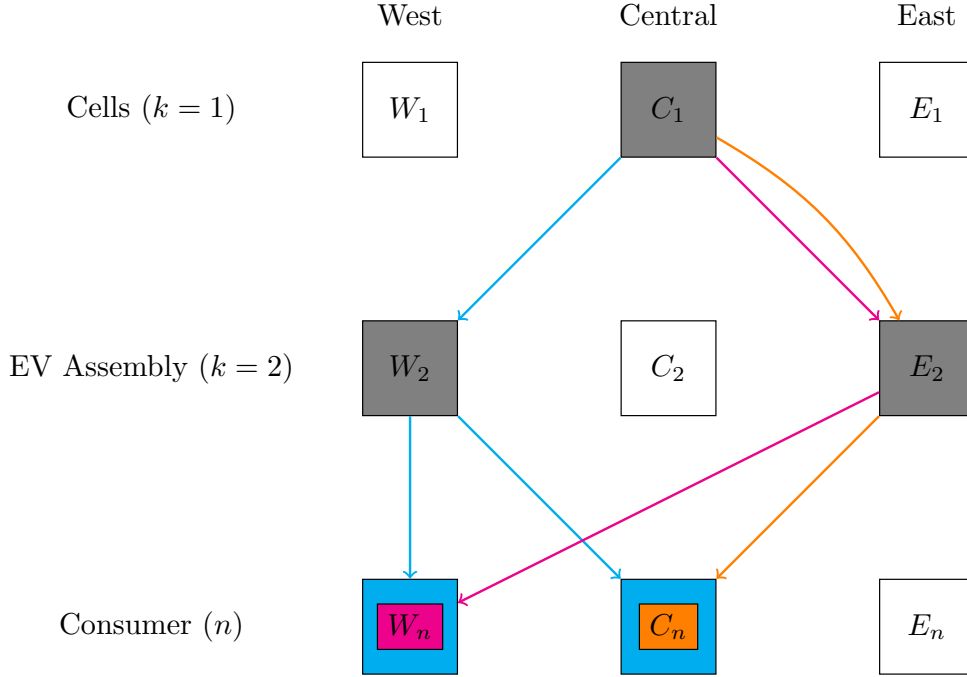 West Central East
Cells (k = 1) W₁ C₁ E₁
EV Assembly (k = 2) W₂ C₂ E₂
Consumer (n) Wₙ Cₙ Eₙ